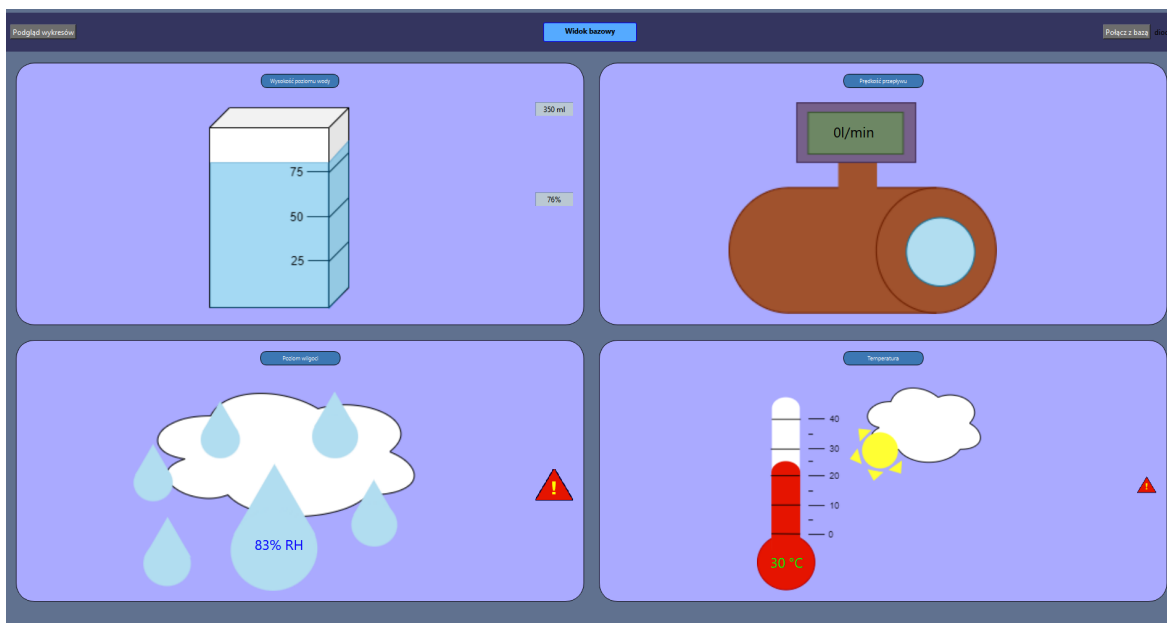 Podgląd wykresów
Widok bazowy
Połącz z bazą
Wysokość poziomu wody
350 ml
75
50
25
76%
Prędkość przepływu
0l/min
Poziom wilgoci
83% RH
!
Temperatura
40
30
20
10
0
30 °C
!